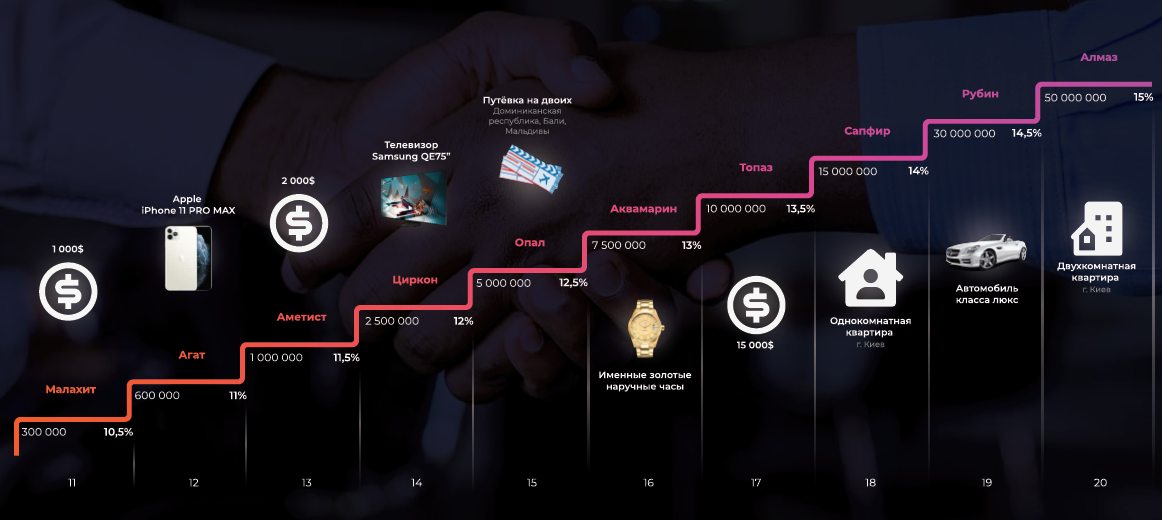 Малахит
300 000 10,5%
11
1 000$
Агат
600 000 11%
12
Apple
iPhone 11 PRO MAX
Аметист
1 000 000 11,5%
13
2 000$
Циркон
2 500 000 12%
14
Телевизор
Samsung QE75”
Опал
5 000 000 12,5%
15
Путёвка на двоих
Доминиканская
республика, Бали,
Мальдивы
Аквамарин
7 500 000 13%
16
Именные золотые
наручные часы
Топаз
10 000 000 13,5%
17
15 000$
Сапфир
15 000 000 14%
18
Однокомнатная
квартира
г. Киев
Рубин
30 000 000 14,5%
19
Автомобиль
класса люкс
Алмаз
50 000 000 15%
20
Двухкомнатная
квартира
г. Киев